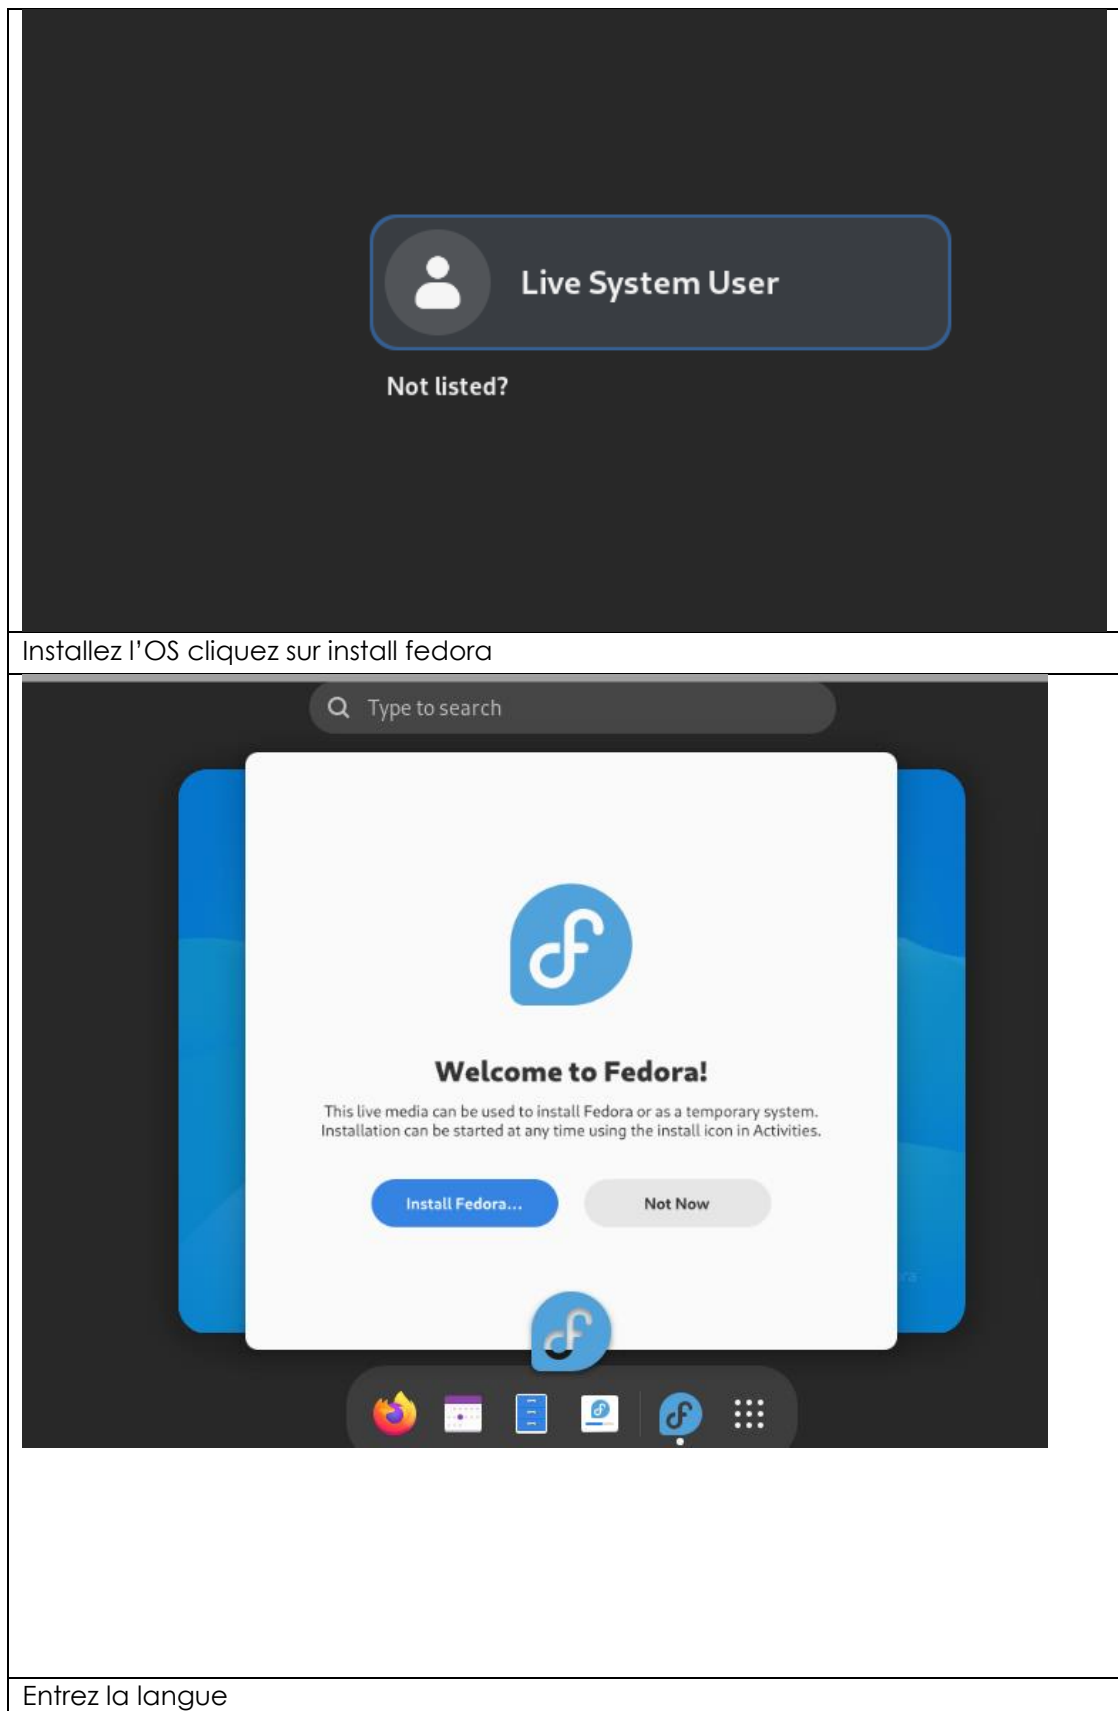 Live System User
Not listed?
Installez l’OS cliquez sur install fedora
Type to search
Welcome to Fedora!
This live media can be used to install Fedora or as a temporary system.
Installation can be started at any time using the install icon in Activities.
Install Fedora...
Not Now
Entrez la langue